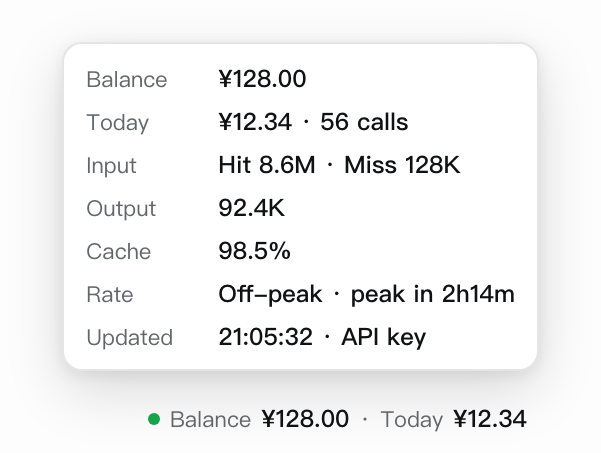 Balance ¥128.00
Today ¥12.34 · 56 calls
Input Hit 8.6M · Miss 128K
Output 92.4K
Cache 98.5%
Rate Off–peak · peak in 2h14m
Updated 21:05:32 · API key
Balance ¥128.00 · Today ¥12.34